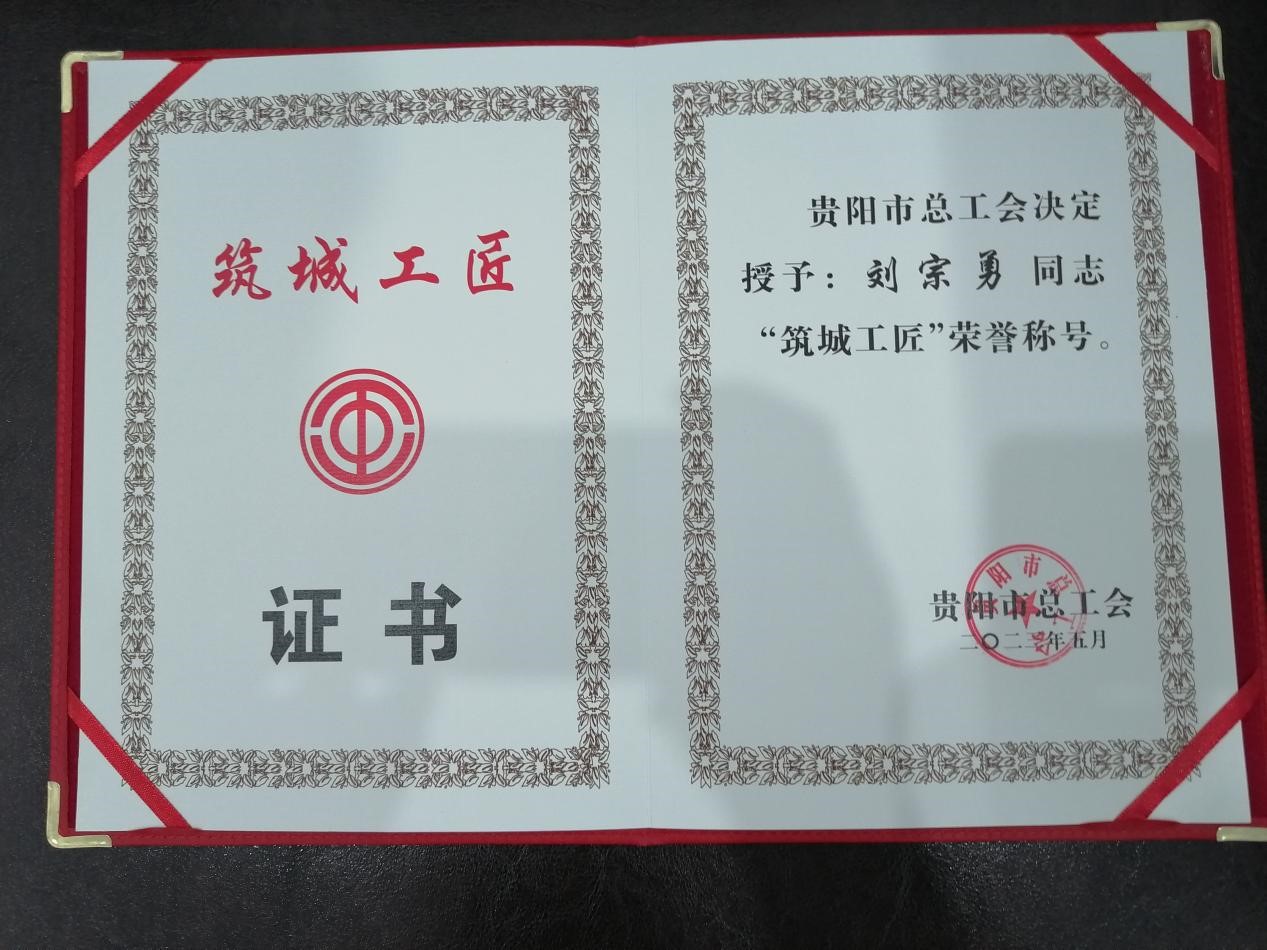 筑城工匠
证书
贵阳市总工会决定
授予：刘宗勇 同志
“筑城工匠”荣誉称号。
贵阳市总工会
二〇二三年五月